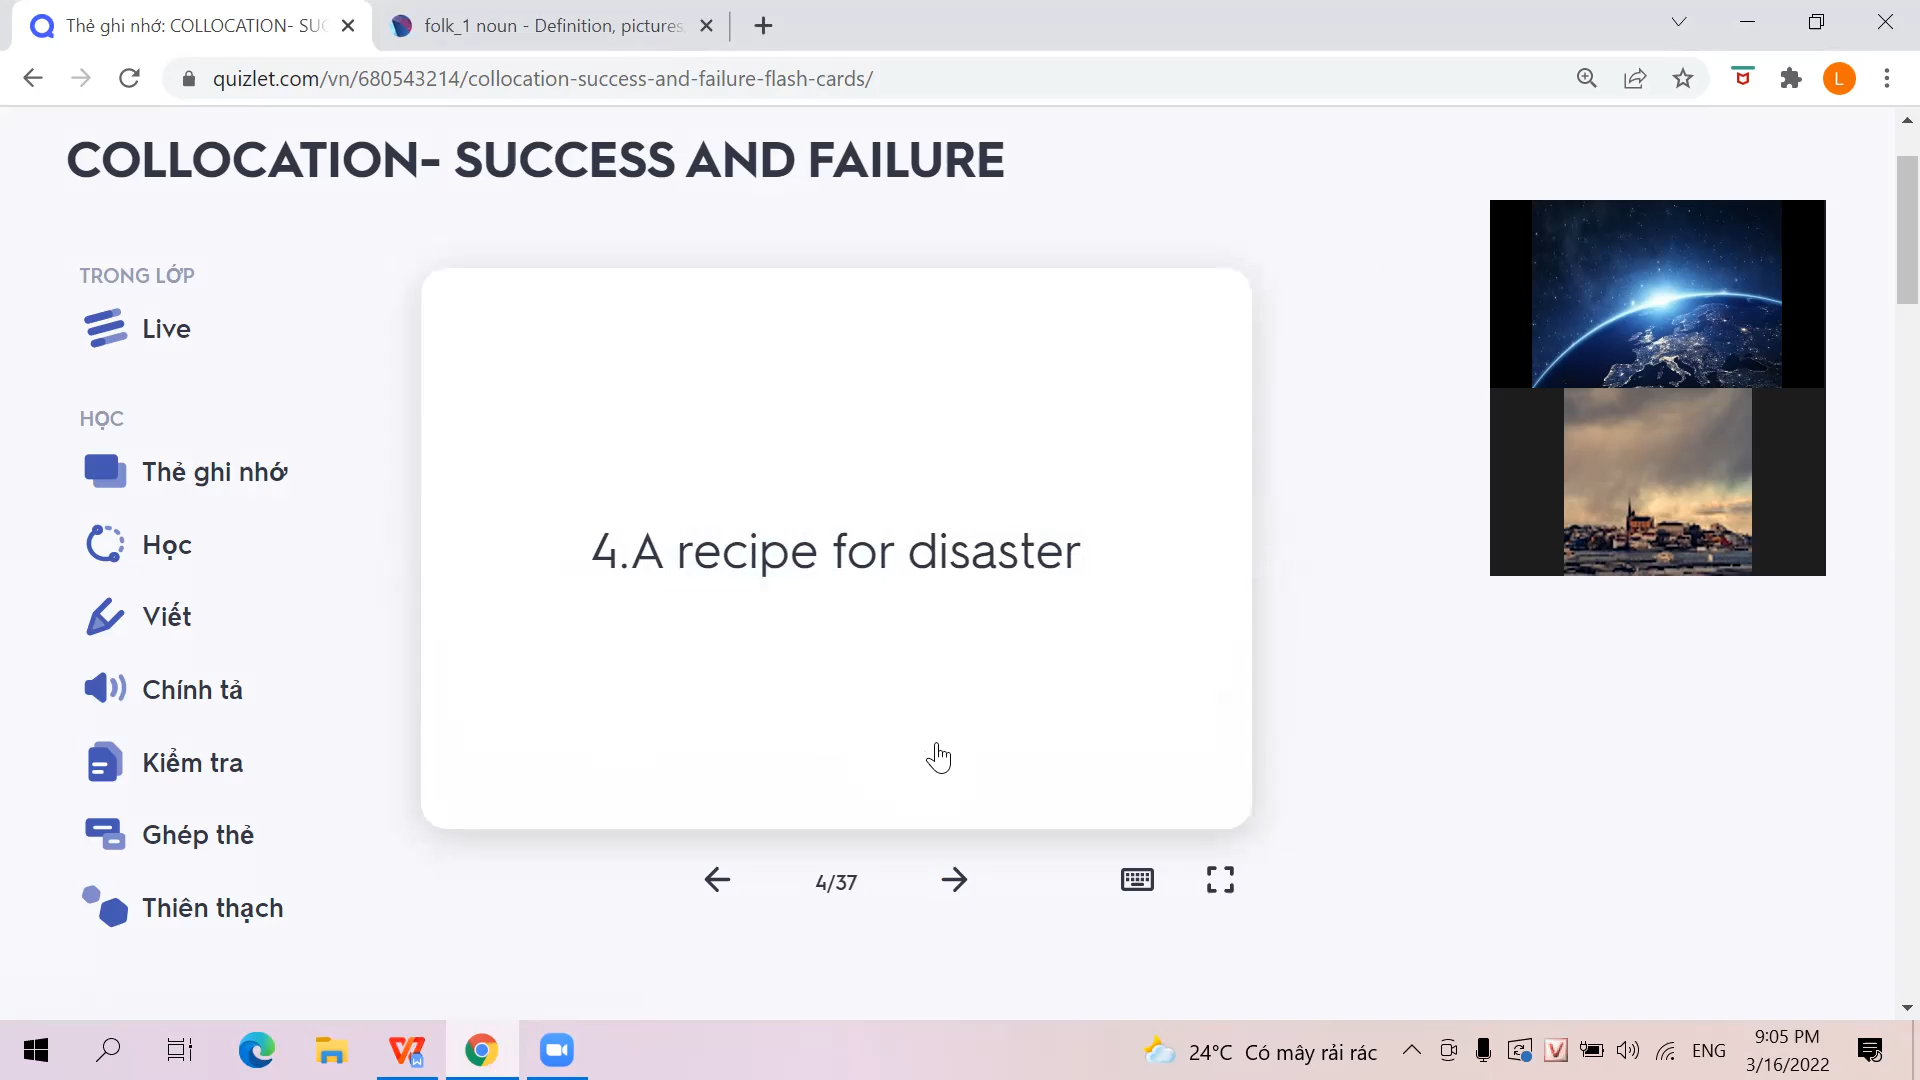 Thẻ ghi nhớ: COLLOCATION- SUC
folk_1 noun - Definition, pictures
quizlet.com/vn/680543214/collocation-success-and-failure-flash-cards/
L
COLLOCATION- SUCCESS AND FAILURE
TRONG LỚP
Live
HỌC
Thẻ ghi nhớ
Học
Viết
Chính tả
Kiểm tra
Ghép thẻ
Thiên thạch
4.A recipe for disaster
4/37
24°C Có mây rải rác
ENG
9:05 PM
3/16/2022